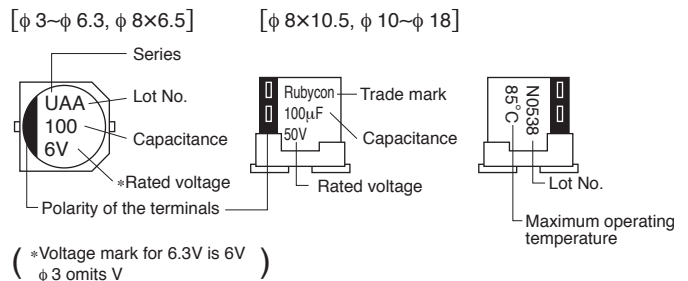 [ϕ 3~ϕ 6.3, ϕ 8×6.5]
[ϕ 8×10.5, ϕ 10~ϕ 18]
Series
UAA
100
6V
Lot No.
Capacitance
*Rated voltage
Polarity of the terminals
Rubycon
100μF
50V
Trade mark
Capacitance
Rated voltage
N0538
85°C
Lot No.
Maximum operating
temperature
( *Voltage mark for 6.3V is 6V
ϕ 3 omits V )